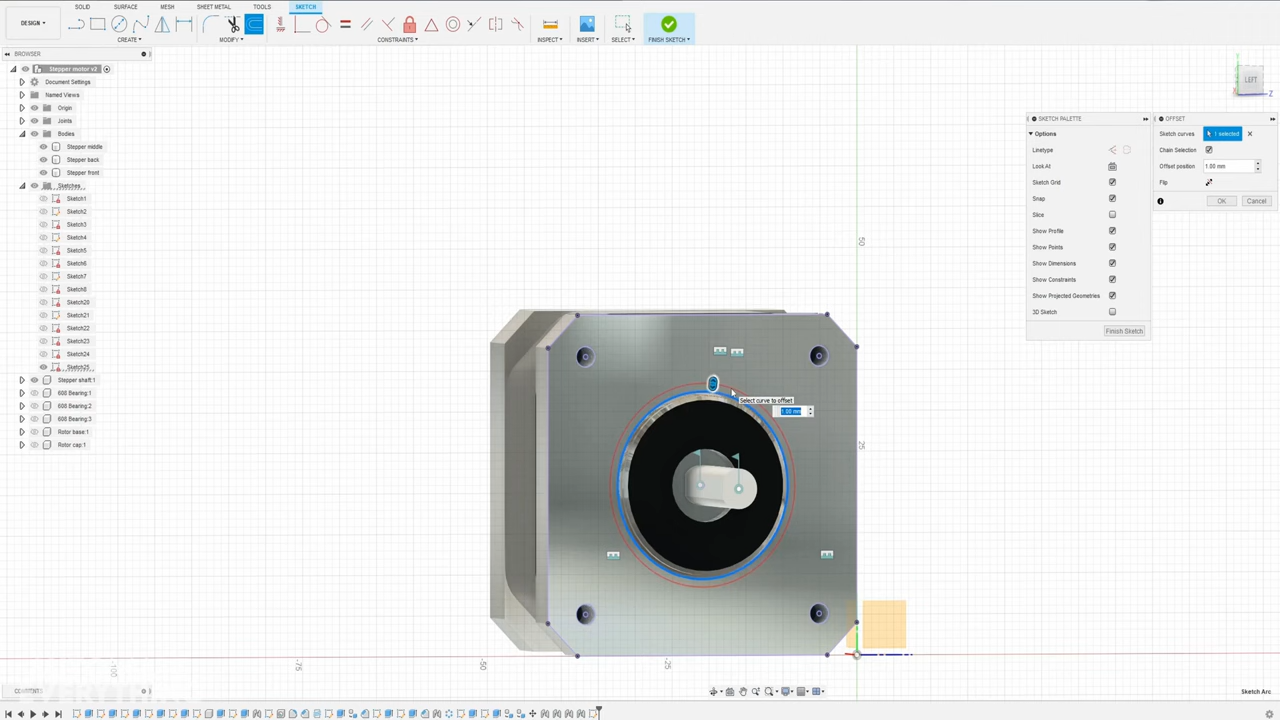 SOLID SURFACE MESH SHEET METAL TOOLS SKETCH
DESIGN
CREATE MODIFY CONSTRAINTS INSPECT INSERT SELECT FINISH SKETCH
BROWSER
Stepper motor v2
Document Settings
Named Views
Origin
Joints
Bodies
Stepper middle
Stepper back
Stepper front
Sketches
Sketch1
Sketch2
Sketch3
Sketch4
Sketch5
Sketch6
Sketch7
Sketch8
Sketch20
Sketch21
Sketch22
Sketch23
Sketch24
Sketch25
Stepper shaft:1
608 Bearing:1
608 Bearing:2
608 Bearing:3
Rotor base:1
Rotor cap:1
LEFT
Z
SKETCH PALETTE
Options
Linetype
Look At
Sketch Grid
Snap
Slice
Show Profile
Show Points
Show Dimensions
Show Constraints
Show Projected Geometries
3D Sketch
Finish Sketch
OFFSET
Sketch curves 1 selected
Chain Selection
Offset position 1.00 mm
Flip
OK Cancel
50
25
Select curve to offset
1.00 mm
-100
-75
-50
-25
COMMENTS
Sketch Arc